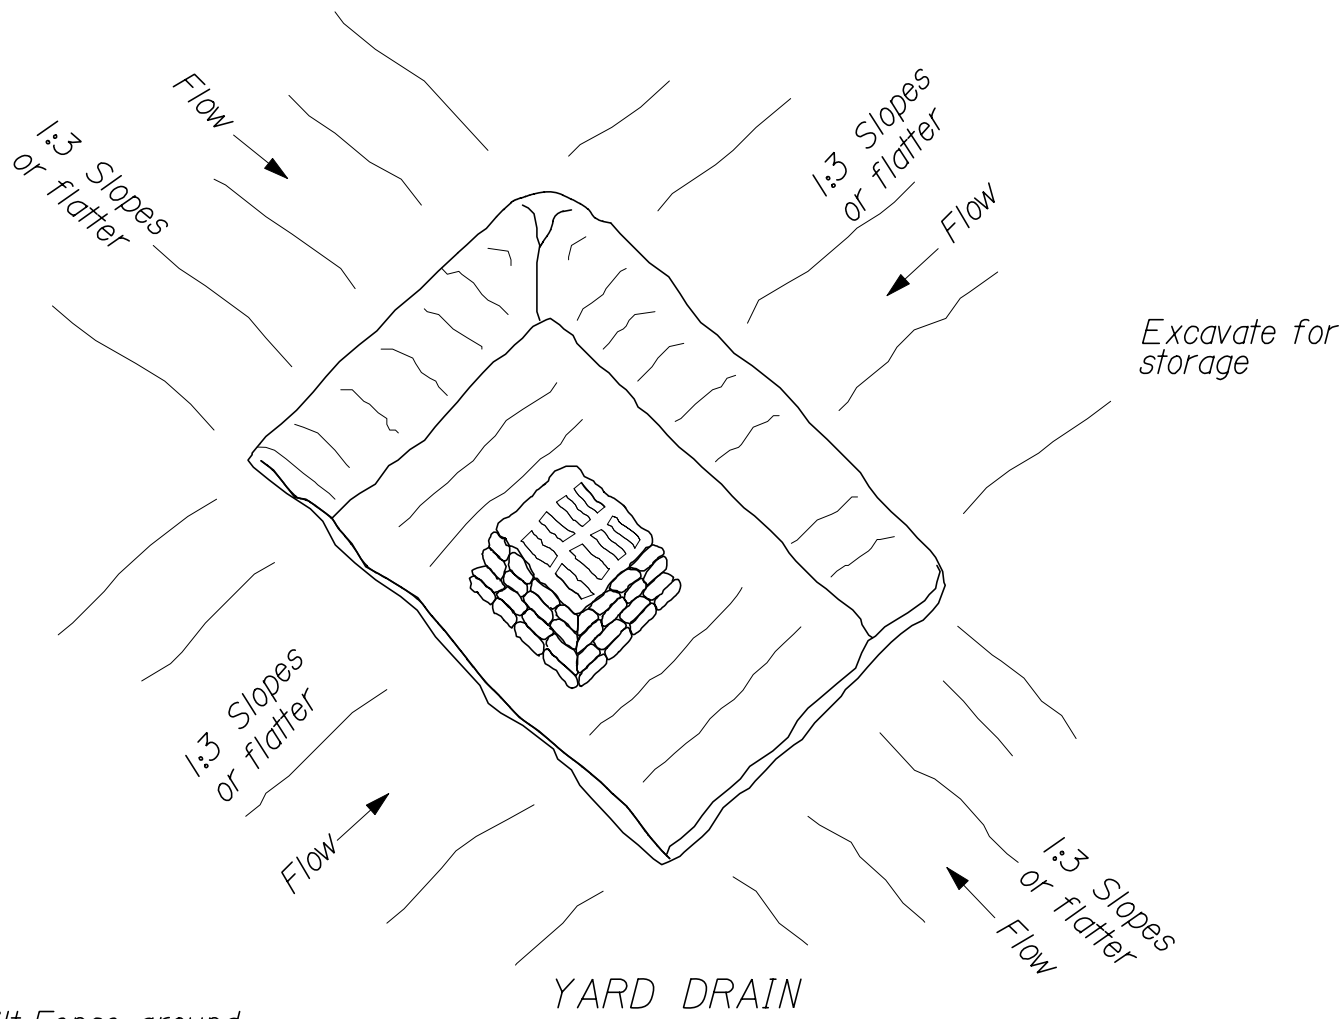 Flow
1:3 Slopes
or flatter
1:3 Slopes
or flatter
Flow
Excavate for
storage
1:3 Slopes
or flatter
Flow
1:3 Slopes
or flatter
Flow
YARD DRAIN
around